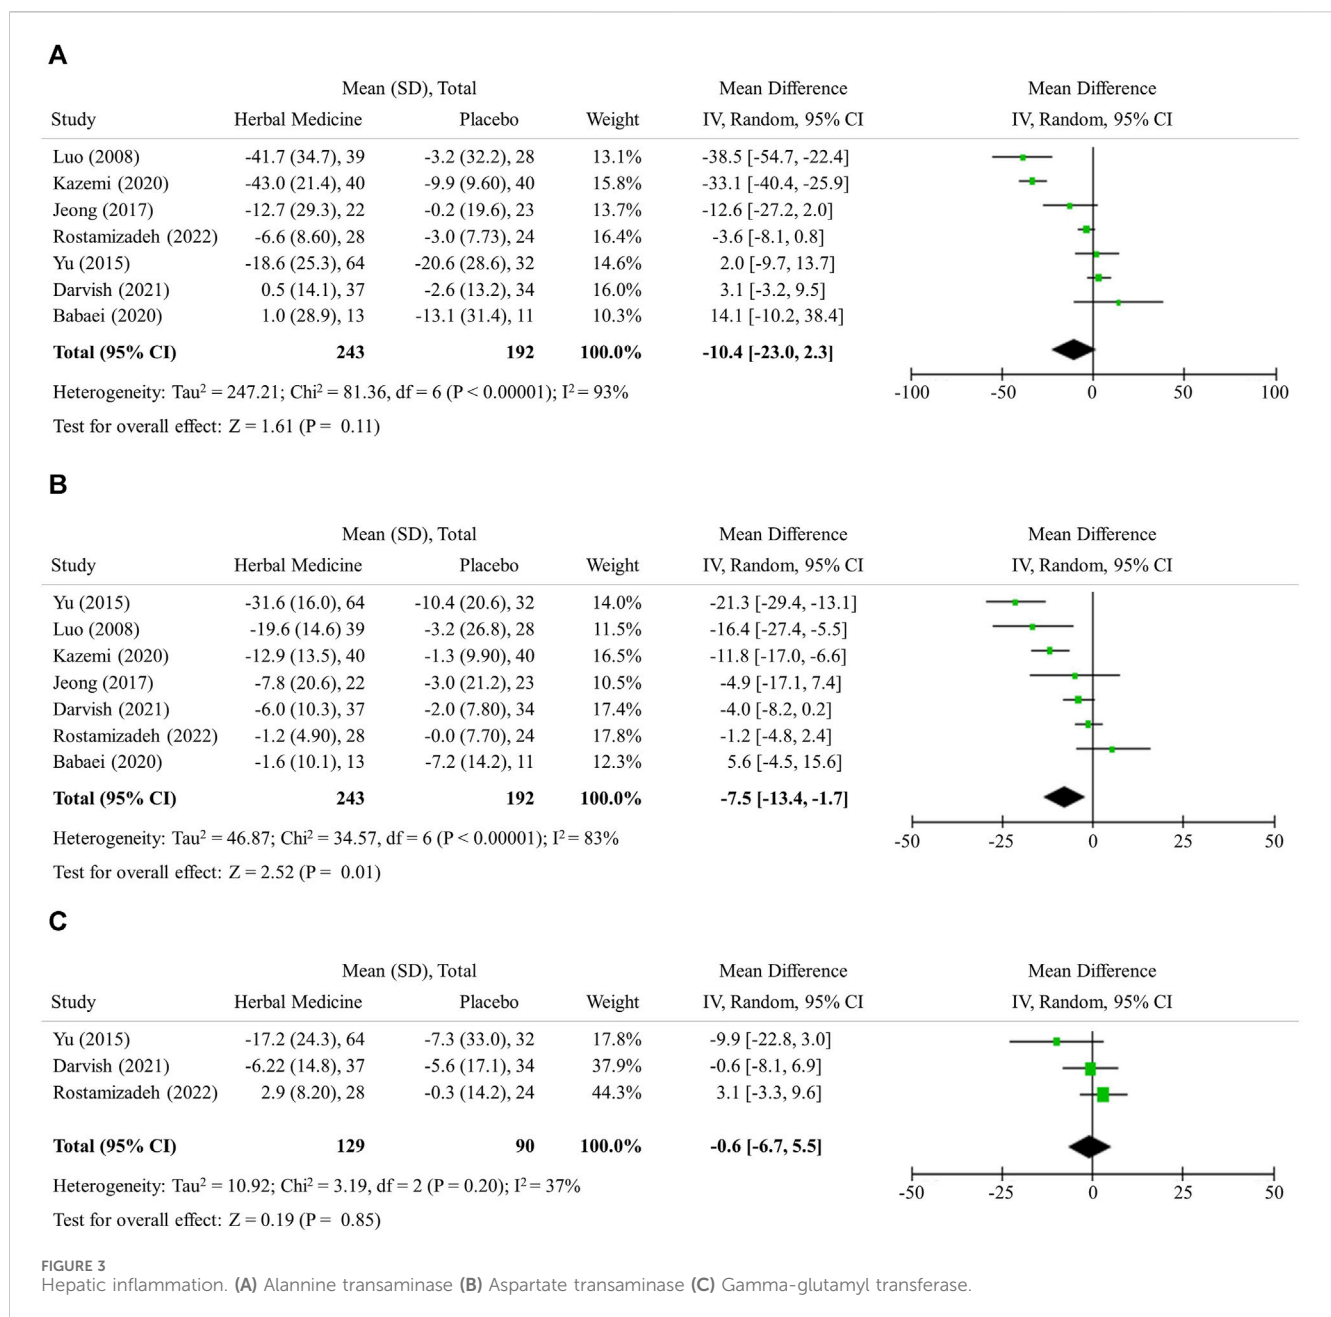 A
Mean (SD), Total Mean Difference Mean Difference
Study Herbal Medicine Placebo Weight IV, Random, 95% CI IV, Random, 95% CI
Luo (2008) -41.7 (34.7), 39 -3.2 (32.2), 28 13.1% -38.5 [-54.7, -22.4]
Kazemi (2020) -43.0 (21.4), 40 -9.9 (9.60), 40 15.8% -33.1 [-40.4, -25.9]
Jeong (2017) -12.7 (29.3), 22 -0.2 (19.6), 23 13.7% -12.6 [-27.2, 2.0]
Rostamizadeh (2022) -6.6 (8.60), 28 -3.0 (7.73), 24 16.4% -3.6 [-8.1, 0.8]
Yu (2015) -18.6 (25.3), 64 -20.6 (28.6), 32 14.6% 2.0 [-9.7, 13.7]
Darvish (2021) 0.5 (14.1), 37 -2.6 (13.2), 34 16.0% 3.1 [-3.2, 9.5]
Babaei (2020) 1.0 (28.9), 13 -13.1 (31.4), 11 10.3% 14.1 [-10.2, 38.4]
Total (95% CI) 243 192 100.0% -10.4 [-23.0, 2.3]
Heterogeneity: Tau² = 247.21; Chi² = 81.36, df = 6 (P < 0.00001); I² = 93%
-100 -50 0 50 100
Test for overall effect: Z = 1.61 (P = 0.11)
B
Mean (SD), Total Mean Difference Mean Difference
Study Herbal Medicine Placebo Weight IV, Random, 95% CI IV, Random, 95% CI
Yu (2015) -31.6 (16.0), 64 -10.4 (20.6), 32 14.0% -21.3 [-29.4, -13.1]
Luo (2008) -19.6 (14.6) 39 -3.2 (26.8), 28 11.5% -16.4 [-27.4, -5.5]
Kazemi (2020) -12.9 (13.5), 40 -1.3 (9.90), 40 16.5% -11.8 [-17.0, -6.6]
Jeong (2017) -7.8 (20.6), 22 -3.0 (21.2), 23 10.5% -4.9 [-17.1, 7.4]
Darvish (2021) -6.0 (10.3), 37 -2.0 (7.80), 34 17.4% -4.0 [-8.2, 0.2]
Rostamizadeh (2022) -1.2 (4.90), 28 -0.0 (7.70), 24 17.8% -1.2 [-4.8, 2.4]
Babaei (2020) -1.6 (10.1), 13 -7.2 (14.2), 11 12.3% 5.6 [-4.5, 15.6]
Total (95% CI) 243 192 100.0% -7.5 [-13.4, -1.7]
Heterogeneity: Tau² = 46.87; Chi² = 34.57, df = 6 (P < 0.00001); I² = 83%
-50 -25 0 25 50
Test for overall effect: Z = 2.52 (P = 0.01)
C
Mean (SD), Total Mean Difference Mean Difference
Study Herbal Medicine Placebo Weight IV, Random, 95% CI IV, Random, 95% CI
Yu (2015) -17.2 (24.3), 64 -7.3 (33.0), 32 17.8% -9.9 [-22.8, 3.0]
Darvish (2021) -6.22 (14.8), 37 -5.6 (17.1), 34 37.9% -0.6 [-8.1, 6.9]
Rostamizadeh (2022) 2.9 (8.20), 28 -0.3 (14.2), 24 44.3% 3.1 [-3.3, 9.6]
Total (95% CI) 129 90 100.0% -0.6 [-6.7, 5.5]
Heterogeneity: Tau² = 10.92; Chi² = 3.19, df = 2 (P = 0.20); I² = 37%
-50 -25 0 25 50
Test for overall effect: Z = 0.19 (P = 0.85)
FIGURE 3
Hepatic inflammation. (A) Alannine transaminase (B) Aspartate transaminase (C) Gamma-glutamyl transferase.